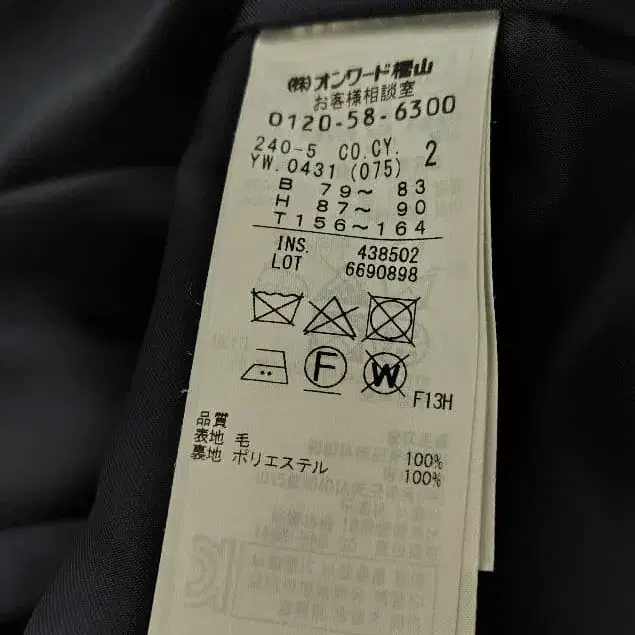 ㈱オンワード樫山
お客様相談室
0120-58-6300
240-5 CO.CY. 2
YW.0431 (075)
B 79～ 83
H 87～ 90
T 156～164
INS. 438502
LOT 6690898
F
W
F13H
品質
表地 毛 100%
裏地 ポリエステル 100%